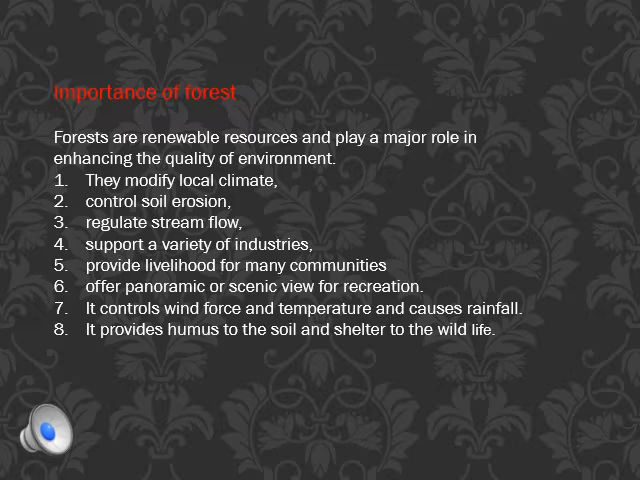 Importance of forest
Forests are renewable resources and play a major role in
enhancing the quality of environment.
1. They modify local climate,
2. control soil erosion,
3. regulate stream flow,
4. support a variety of industries,
5. provide livelihood for many communities
6. offer panoramic or scenic view for recreation.
7. It controls wind force and temperature and causes rainfall.
8. It provides humus to the soil and shelter to the wild life.